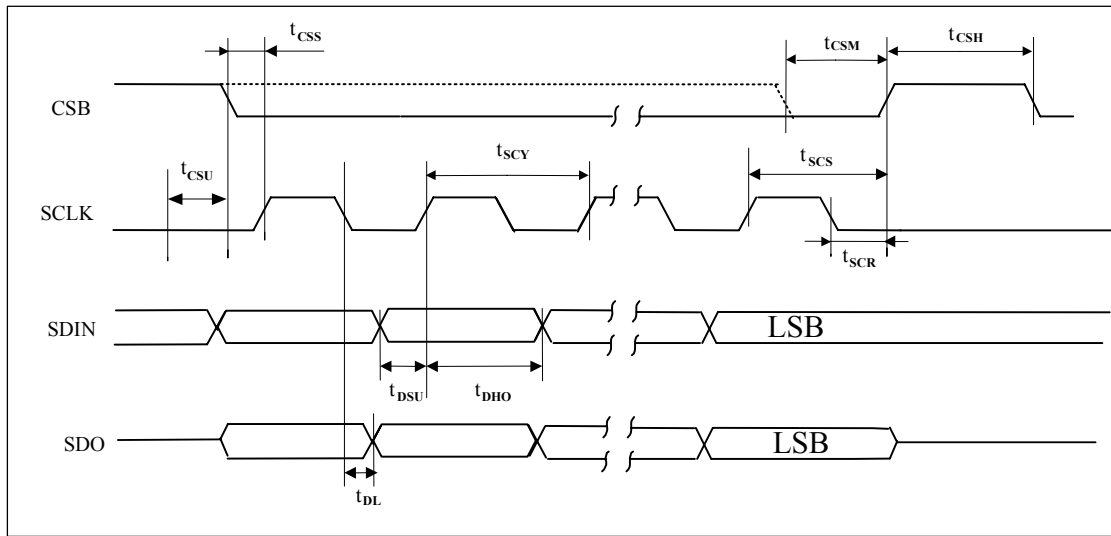 tCSS
tCSM
tCSH
CSB
tCSU
tSCY
tSCS
SCLK
tSCR
SDIN
LSB
tDSU
tDHO
SDO
LSB
tDL